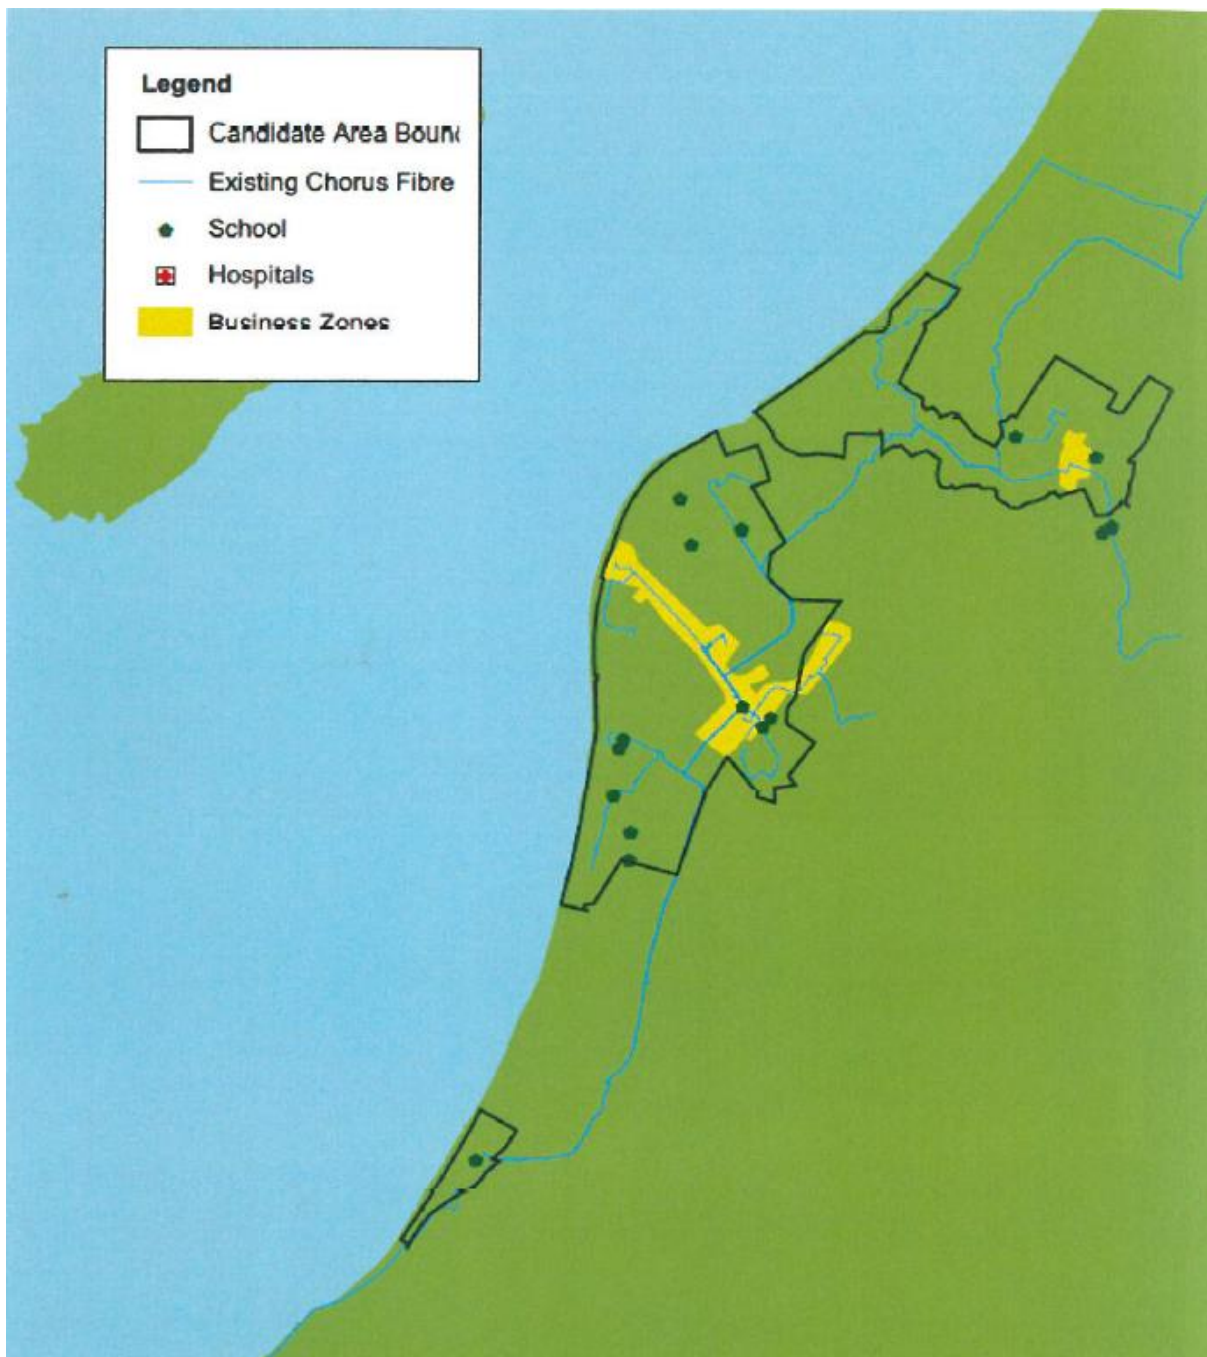 Legend
Candidate Area Boun
Existing Chorus Fibre
School
Hospitals
Business Zones